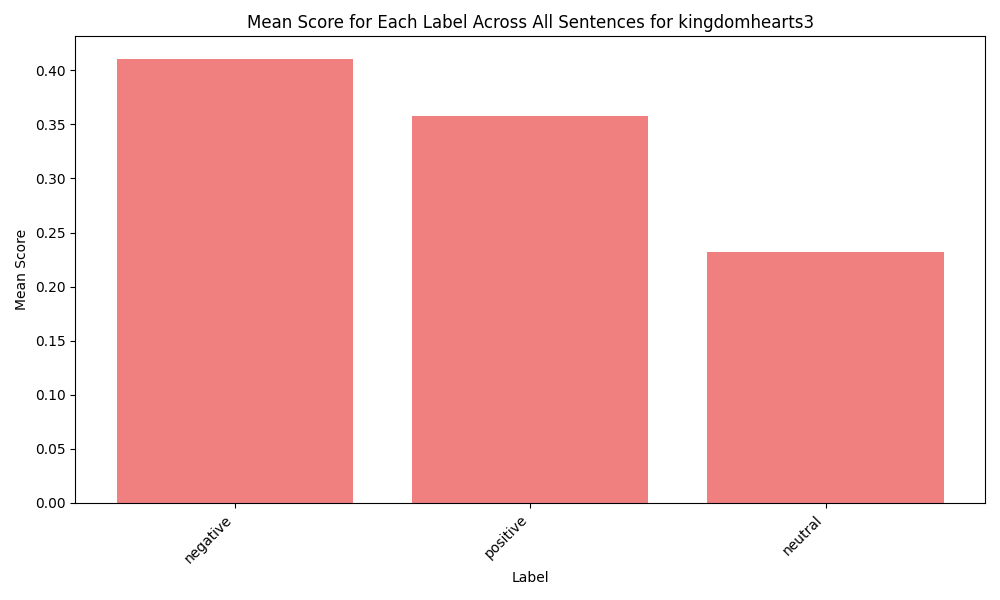 Mean Score for Each Label Across All Sentences for kingdomhearts3
Mean Score
0.40
0.35
0.30
0.25
0.20
0.15
0.10
0.05
0.00
negative
positive
neutral
Label